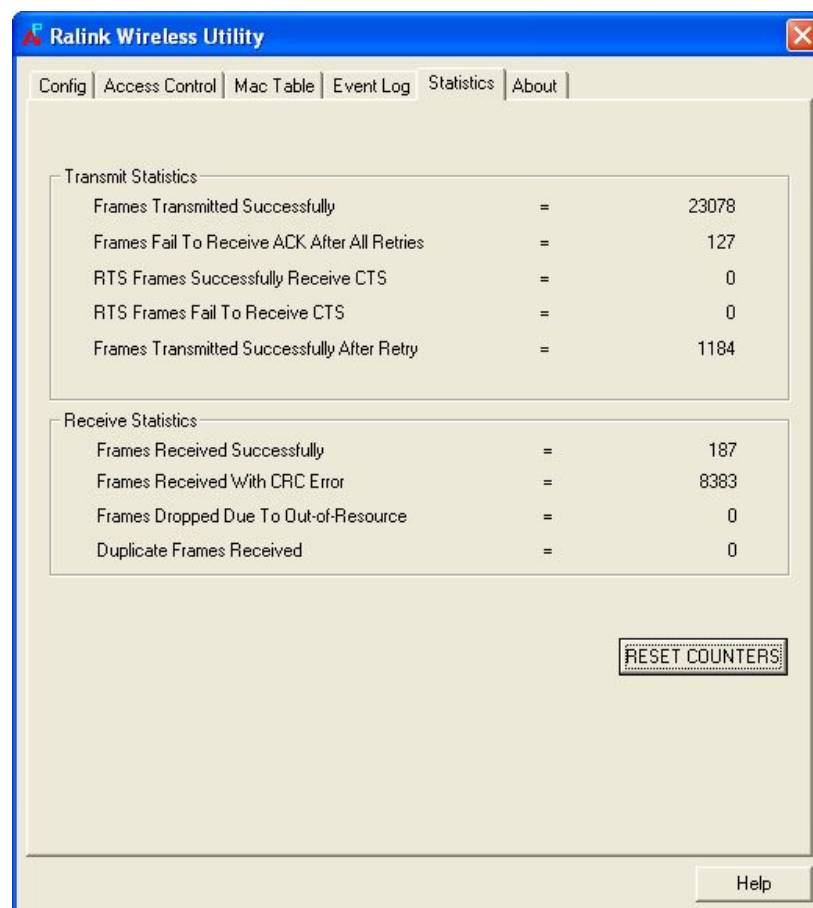 Ralink Wireless Utility
Config Access Control Mac Table Event Log Statistics About
Transmit Statistics
Frames Transmitted Successfully = 23078
Frames Fail To Receive ACK After All Retries = 127
RTS Frames Successfully Receive CTS = 0
RTS Frames Fail To Receive CTS = 0
Frames Transmitted Successfully After Retry = 1184
Receive Statistics
Frames Received Successfully = 187
Frames Received With CRC Error = 8383
Frames Dropped Due To Out-of-Resource = 0
Duplicate Frames Received = 0
RESET COUNTERS
Help